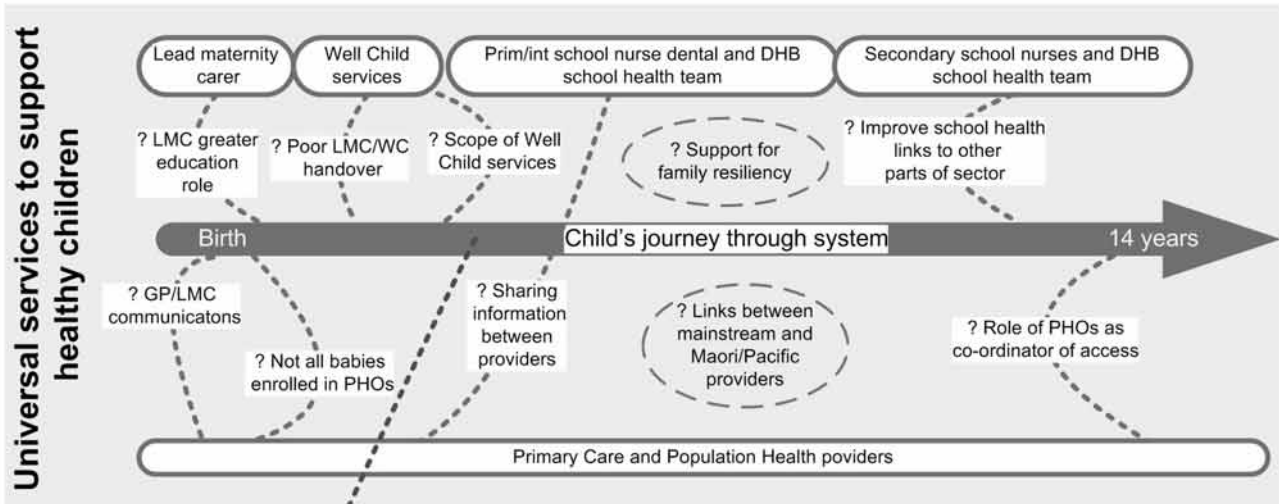 Universal services to support
healthy children
Lead maternity
carer
Well Child
services
Prim/int school nurse dental and DHB
school health team
Secondary school nurses and DHB
school health team
? LMC greater
education
role
? Poor LMC/WC
handover
? Scope of Well
Child services
? Support for
family resiliency
? Improve school health
links to other
parts of sector
Birth
Child's journey through system
14 years
? GP/LMC
communicatons
? Not all babies
enrolled in PHOs
? Sharing
information
between
providers
? Links between
mainstream and
Maori/Pacific
providers
? Role of PHOs as
co-ordinator of access
Primary Care and Population Health poviders